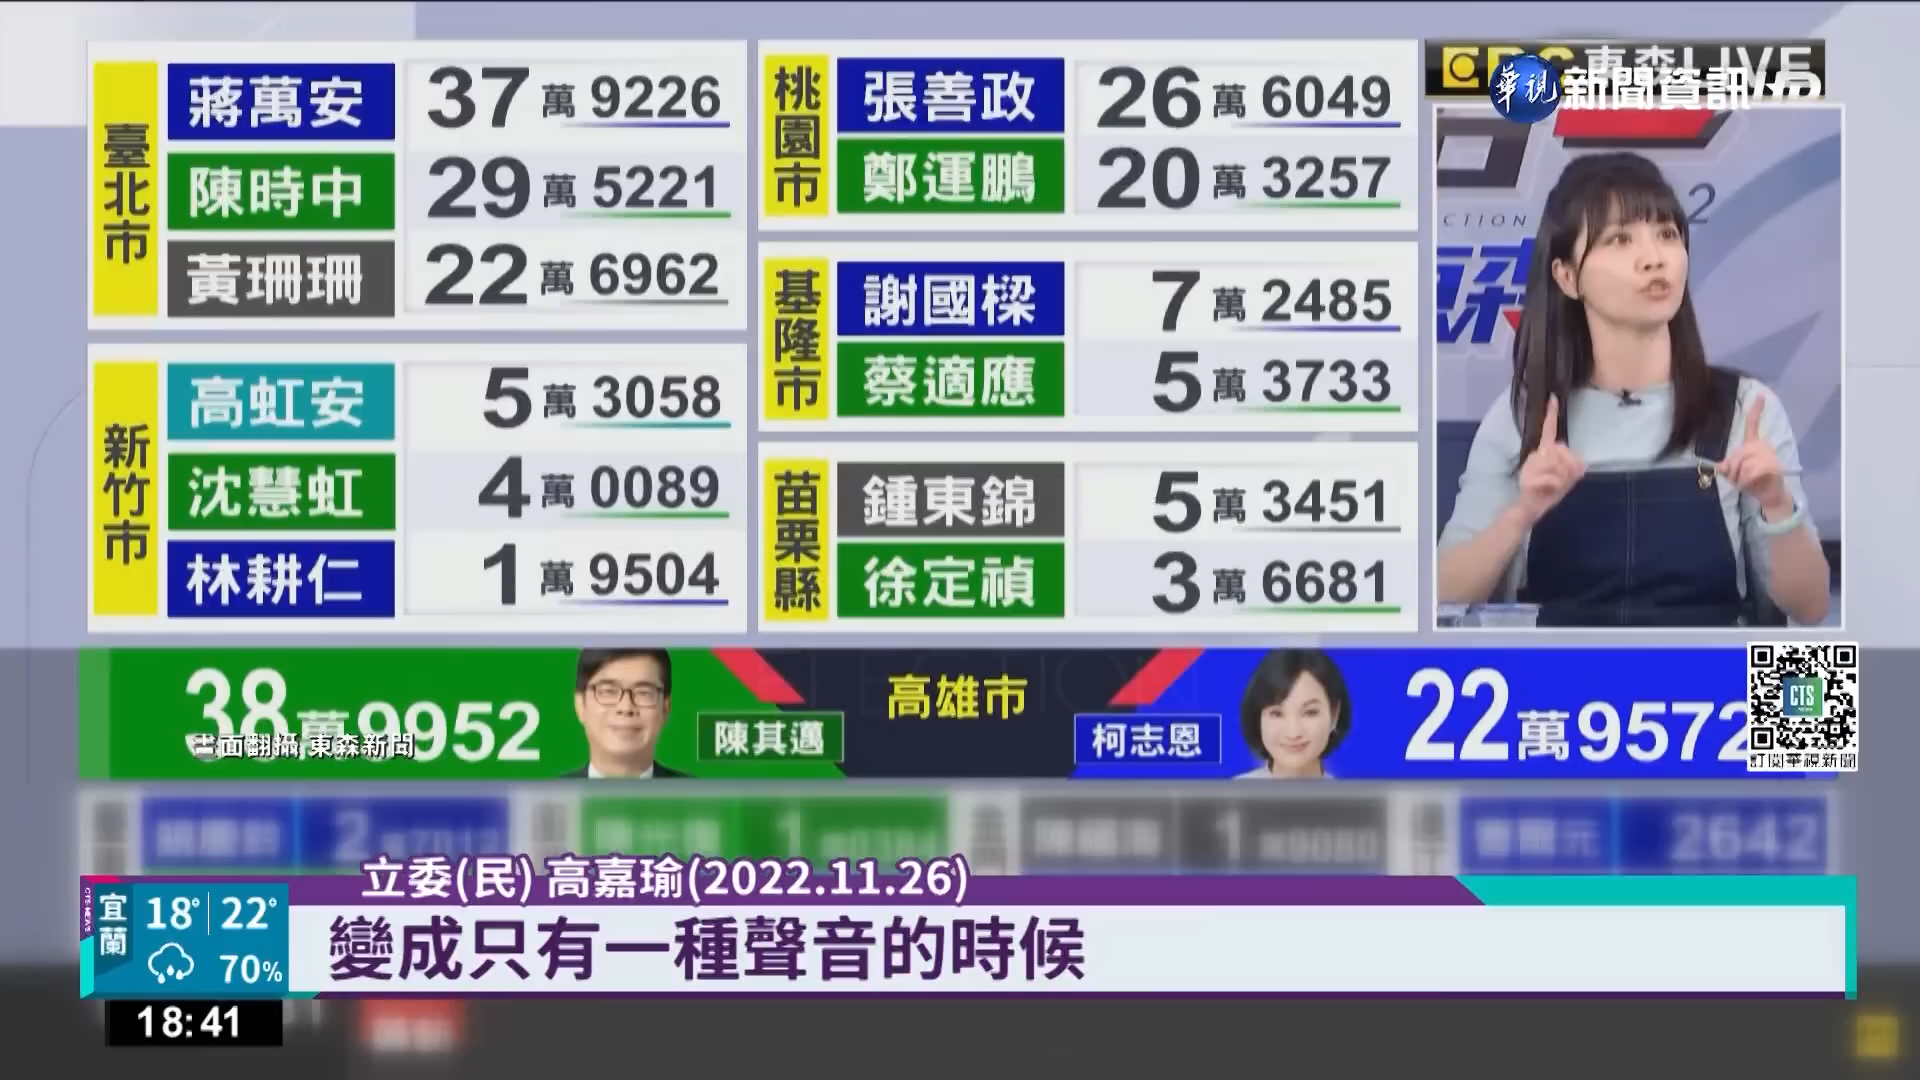 臺北市
蔣萬安 37萬9226
陳時中 29萬5221
黃珊珊 22萬6962
新竹市
高虹安 5萬3058
沈慧虹 4萬0089
林耕仁 1萬9504
桃園市
張善政 26萬6049
鄭運鵬 20萬3257
基隆市
謝國樑 7萬2485
蔡適應 5萬3733
苗栗縣
鍾東錦 5萬3451
徐定禎 3萬6681
東森 LIVE
華視 新聞資訊
CTION
2
38萬9952
陳其邁
高雄市
柯志恩
22萬9572
畫面翻攝 東森新聞
CTS
訂閱華視新聞
2642
立委(民) 高嘉瑜(2022.11.26)
宜蘭 18° 22°
70%
變成只有一種聲音的時候
18:41